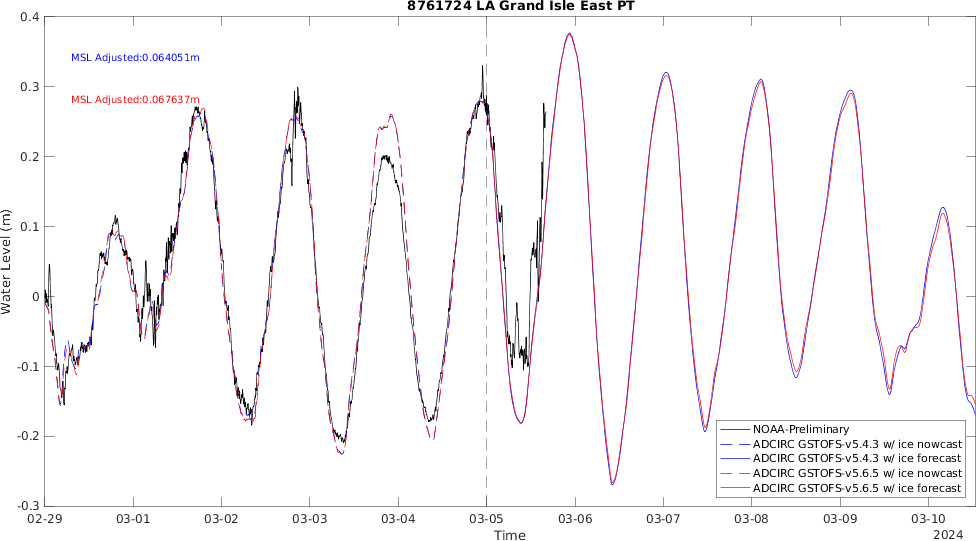 8761724 LA Grand Isle East PT
0.4
0.3
0.2
0.1
0
-0.1
-0.2
-0.3
Water Level (m)
MSL Adjusted:0.064051m
MSL Adjusted:0.067637m
NOAA-Preliminary
ADCIRC GSTOFS-v5.4.3 w/ ice nowcast
ADCIRC GSTOFS-v5.4.3 w/ ice forecast
ADCIRC GSTOFS-v5.6.5 w/ ice nowcast
ADCIRC GSTOFS-v5.6.5 w/ ice forecast
02-29 03-01 03-02 03-03 03-04 03-05 03-06 03-07 03-08 03-09 03-10
Time
2024